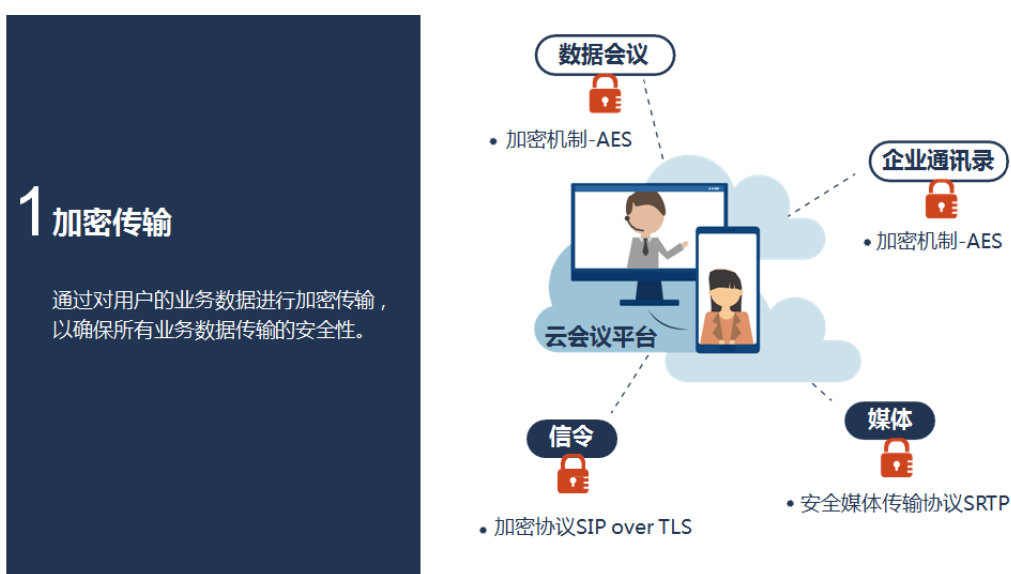 1 加密传输
通过对用户的业务数据进行加密传输，
以确保所有业务数据传输的安全性。
数据会议
• 加密机制-AES
企业通讯录
• 加密机制-AES
云会议平台
信令
• 加密协议SIP over TLS
媒体
• 安全媒体传输协议SRTP